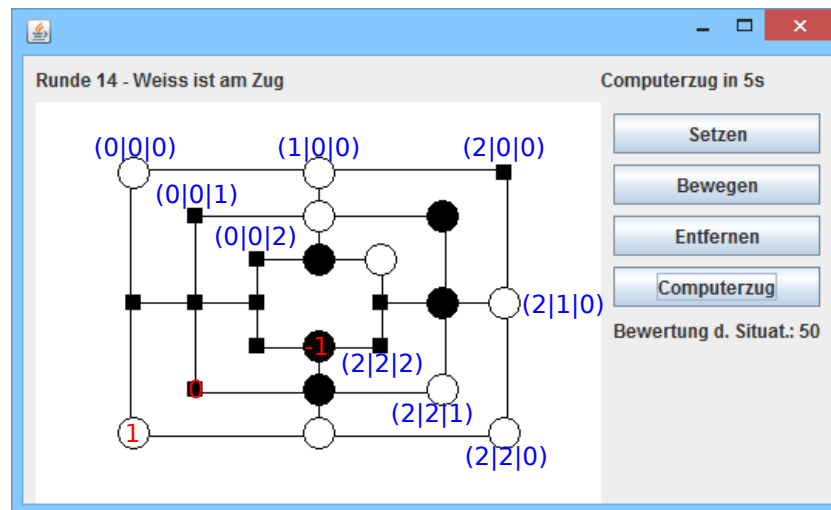 Runde 14 - Weiss ist am Zug
Computerzug in 5s
(0|0|0)
(1|0|0)
(2|0|0)
(0|0|1)
(0|0|2)
(2|1|0)
-1
(2|2|2)
0
(2|2|1)
1
(2|2|0)
Setzen
Bewegen
Entfernen
Computerzug
Bewertung d. Situat.: 50